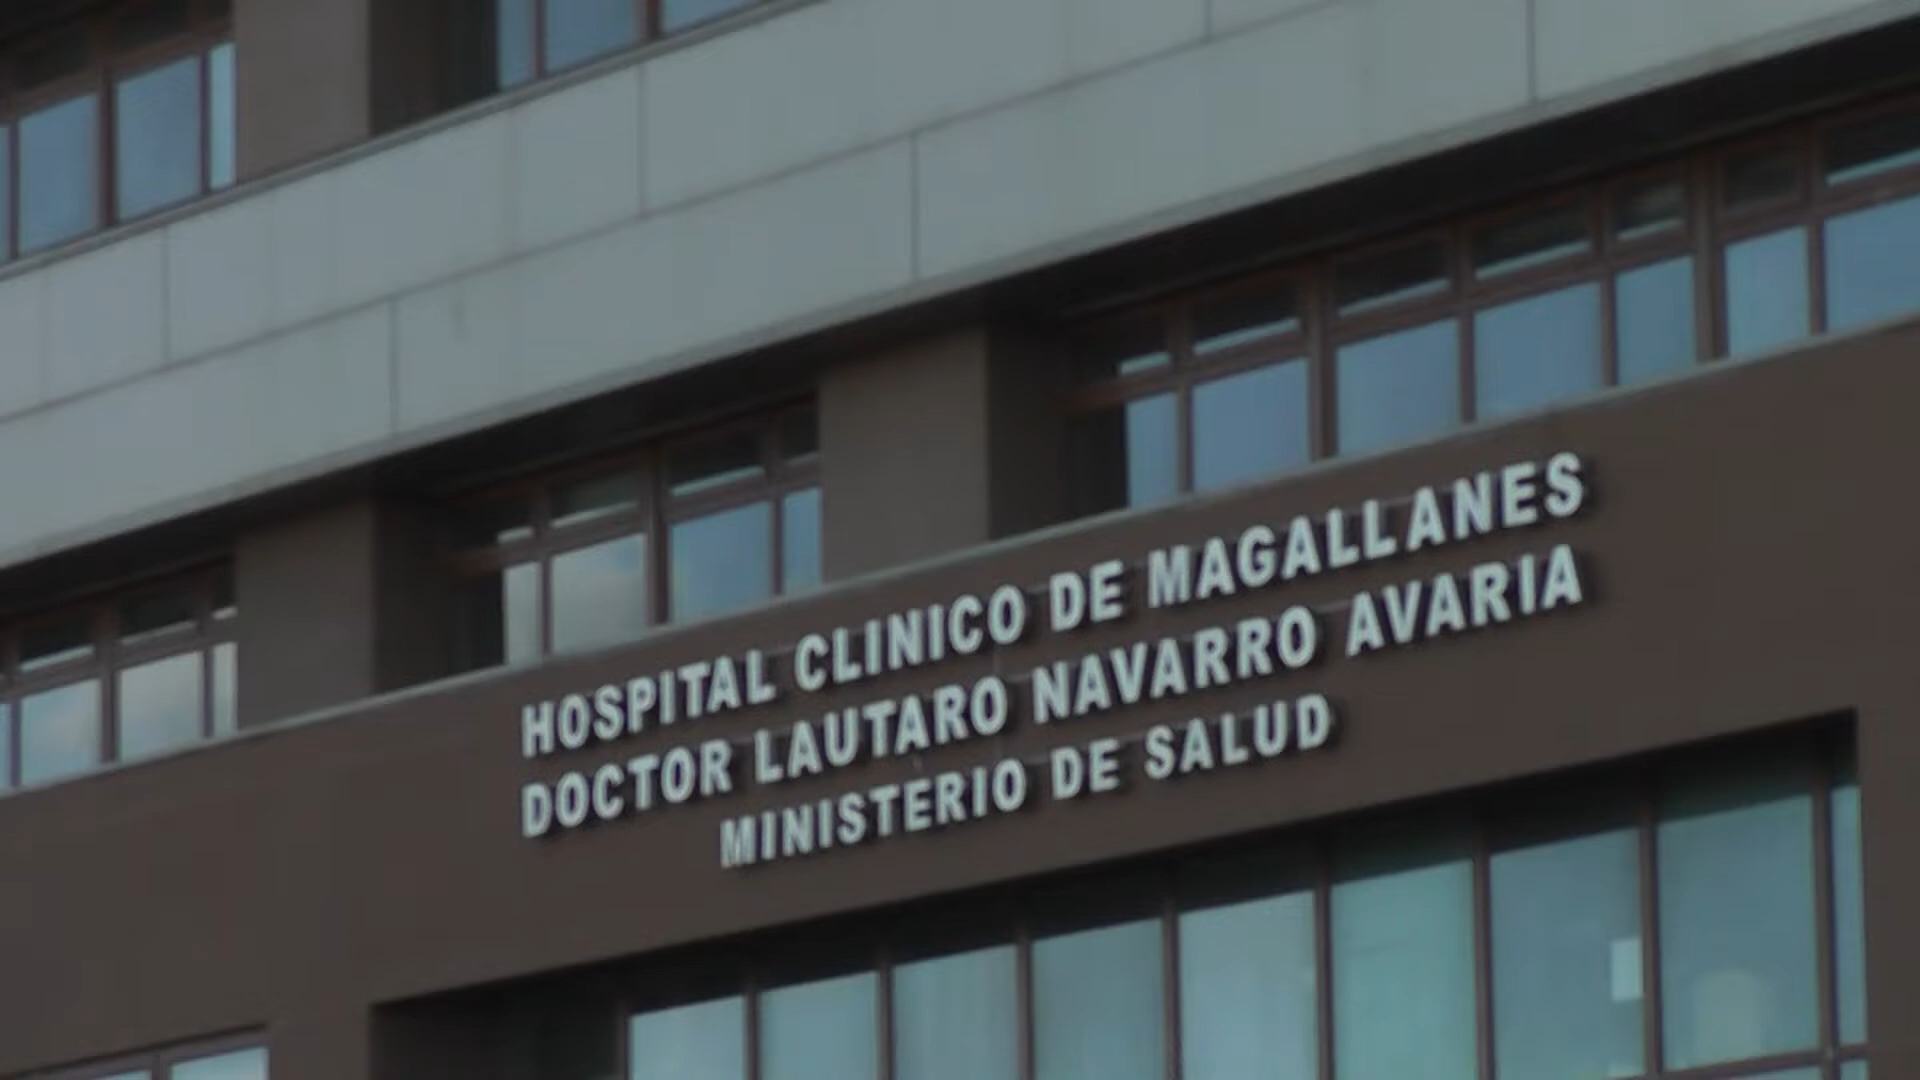 HOSPITAL CLINICO DE MAGALLANES
DOCTOR LAUTARO NAVARRO AVARIA
MINISTERIO DE SALUD